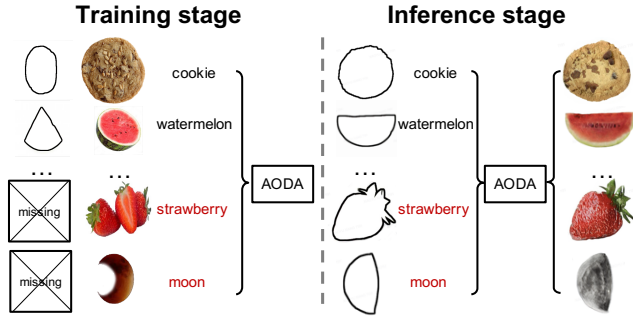 Training stage
Inference stage
cookie
watermelon
...
...
missing
strawberry
missing
moon
AODA
cookie
watermelon
...
strawberry
moon
AODA
...